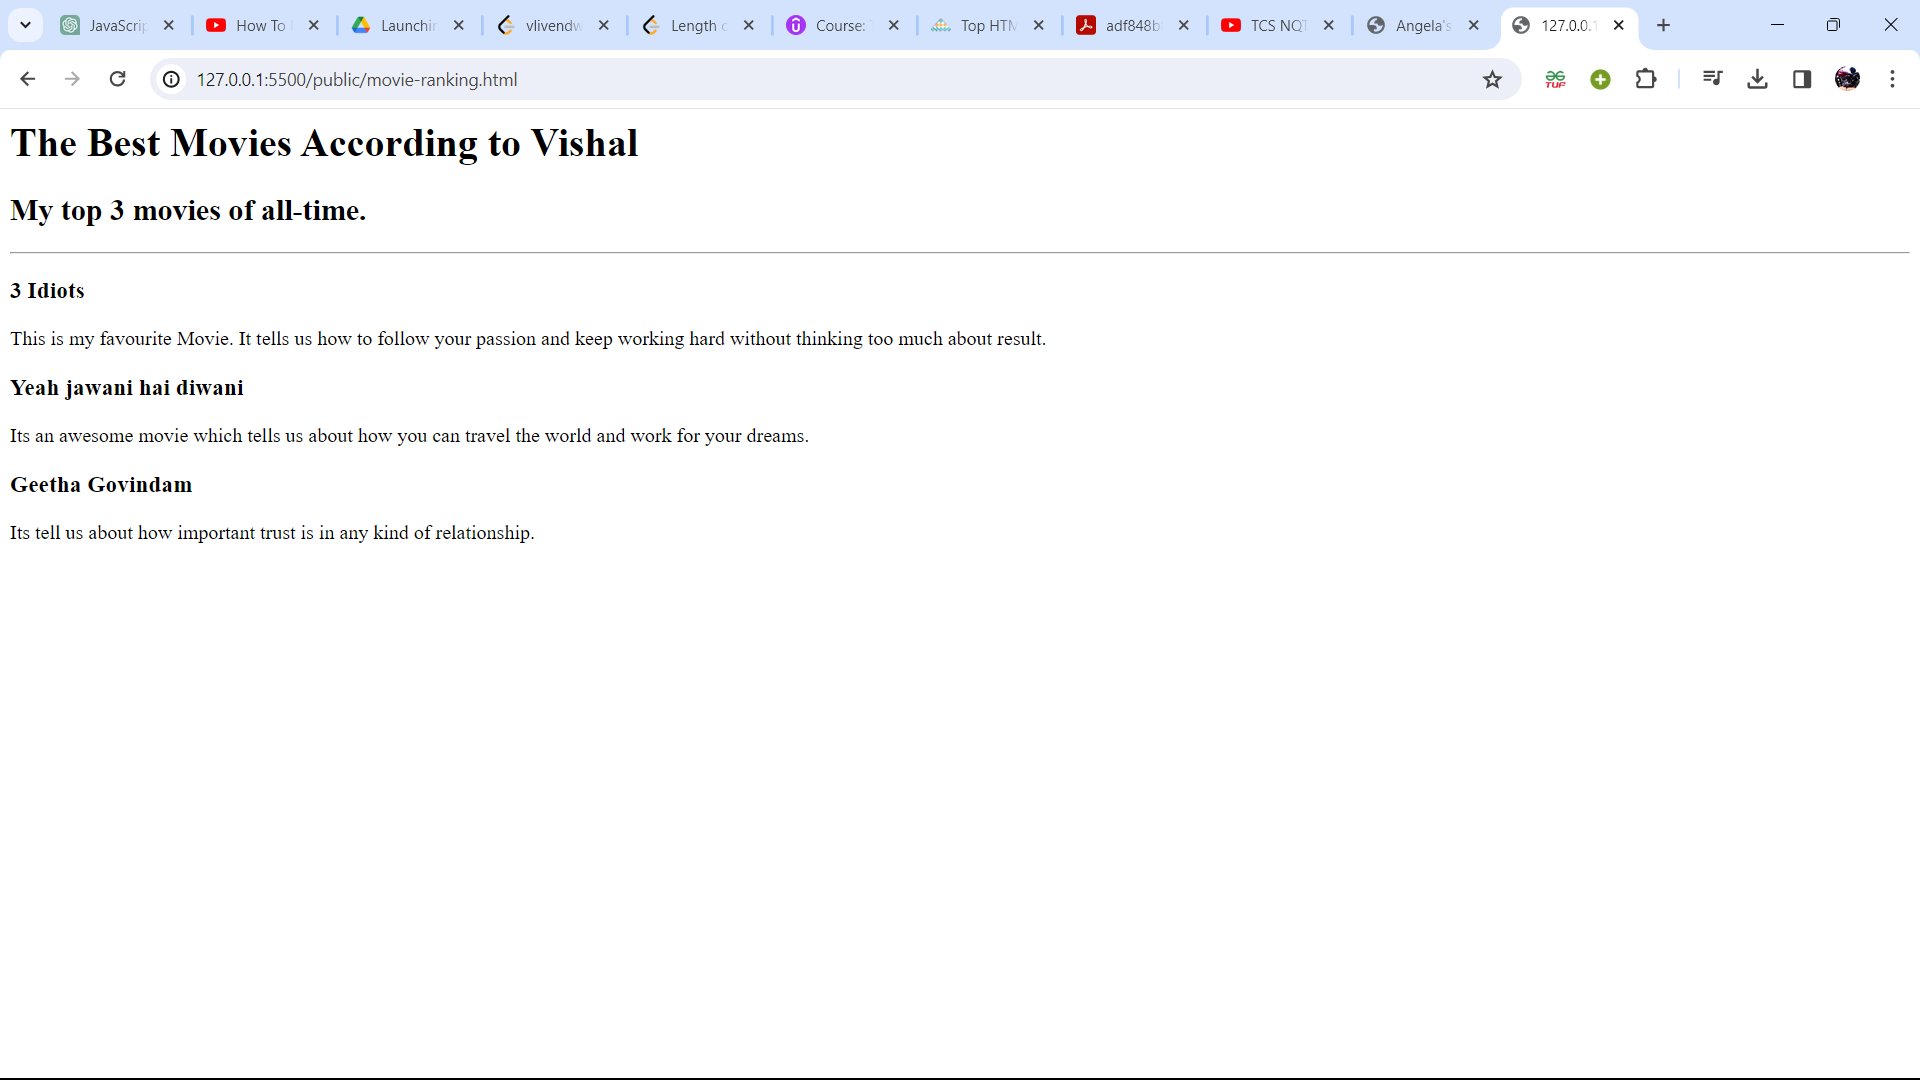 JavaScrip
How To
Launchin
vlivendw
Length o
Course:
Top HTM
adf848b
TCS NQT
Angela's
127.0.0.1
127.0.0.1:5500/public/movie-ranking.html
TUF
The Best Movies According to Vishal
My top 3 movies of all-time.
3 Idiots
This is my favourite Movie. It tells us how to follow your passion and keep working hard without thinking too much about result.
Yeah jawani hai diwani
Its an awesome movie which tells us about how you can travel the world and work for your dreams.
Geetha Govindam
Its tell us about how important trust is in any kind of relationship.